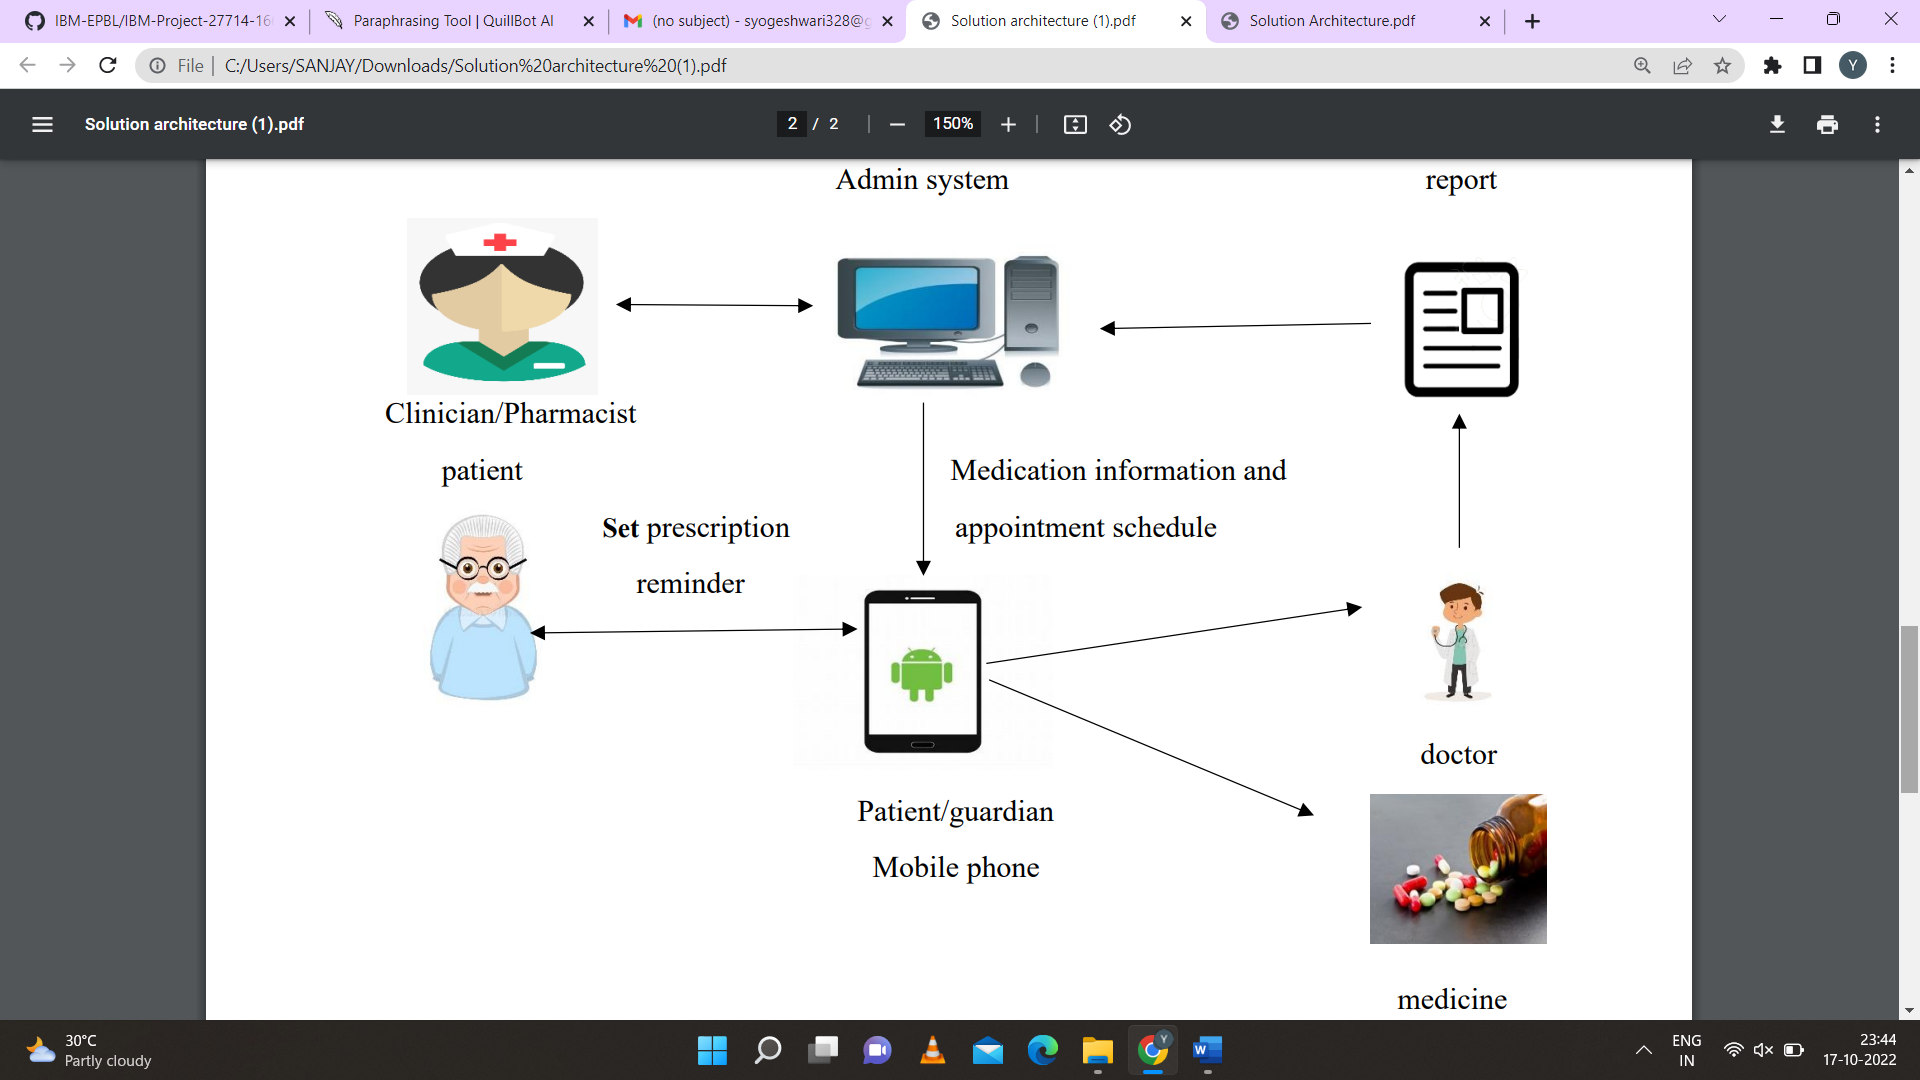 IBM-EPBL/IBM-Project-27714-16
Paraphrasing Tool | QuillBot AI
(no subject) - syogeshwari328@g
Solution architecture (1).pdf
Solution Architecture.pdf
File | C:/Users/SANJAY/Downloads/Solution%20architecture%20(1).pdf
Y
Solution architecture (1).pdf
2 / 2
150%
Admin system
report
Clinician/Pharmacist
patient
Medication information and
Set prescription
appointment schedule
reminder
doctor
Patient/guardian
Mobile phone
medicine
30°C
Partly cloudy
Y
W
ENG
IN
23:44
17-10-2022